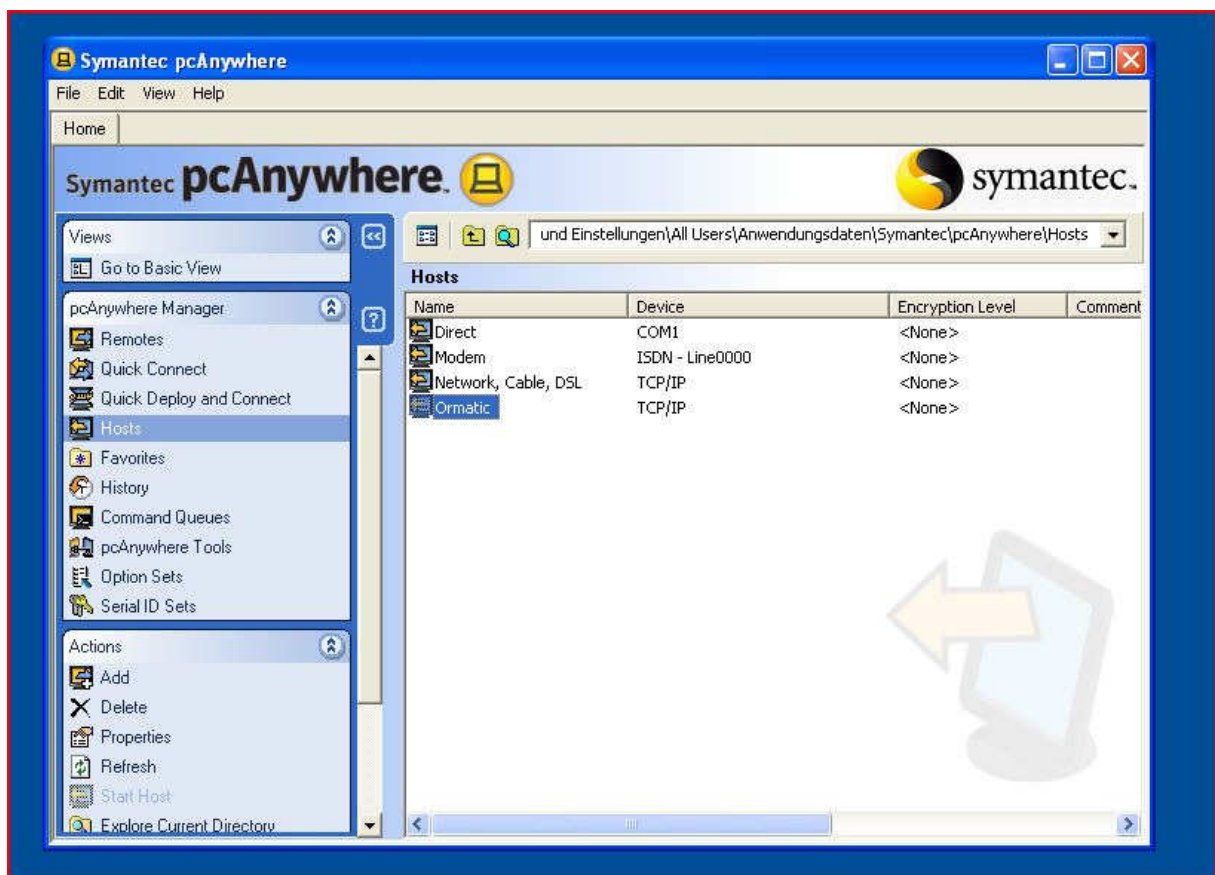 Symantec pcAnywhere
File Edit View Help
Home
Symantec pcAnywhere.
symantec.
Views
Go to Basic View
pcAnywhere Manager
Remotes
Quick Connect
Quick Deploy and Connect
Hosts
Favorites
History
Command Queues
pcAnywhere Tools
Option Sets
Serial ID Sets
Actions
Add
Delete
Properties
Refresh
Start Host
Explore Current Directory
und Einstellungen\All Users\Anwendungsdaten\Symantec\pcAnywhere\Hosts
Hosts
Name Device Encryption Level Comment
Direct COM1 <None>
Modem ISDN - Line0000 <None>
Network, Cable, DSL TCP/IP <None>
Ormatic TCP/IP <None>